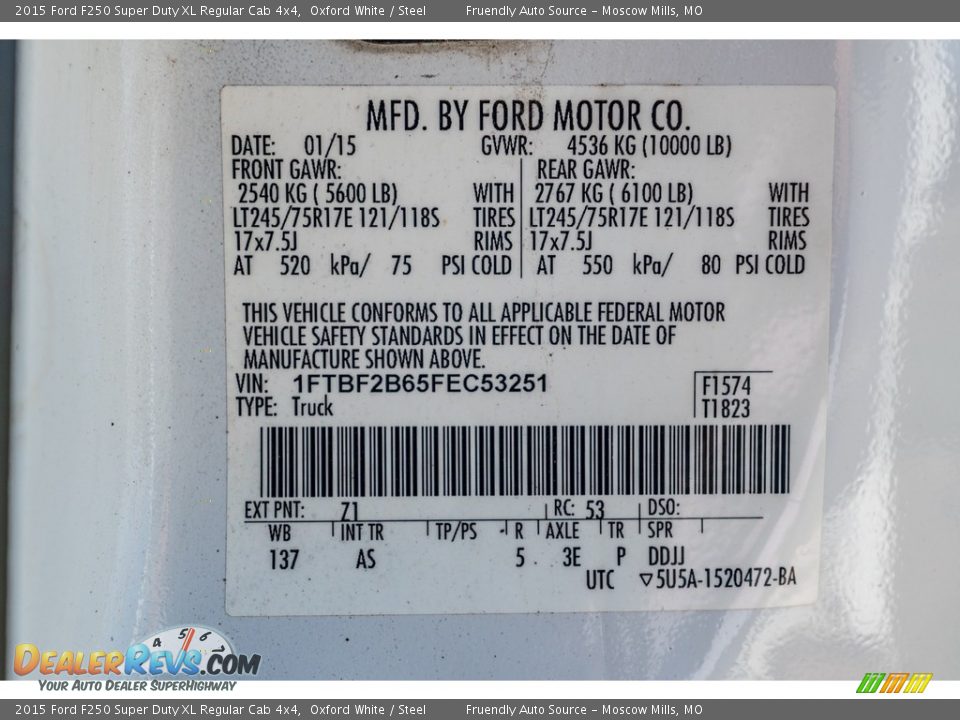 2015 Ford F250 Super Duty XL Regular Cab 4x4, Oxford White / Steel Fruendly Auto Source - Moscow Mills, MO
MFD. BY FORD MOTOR CO.
DATE: 01/15 GVWR: 4536 KG (10000 LB)
FRONT GAWR: REAR GAWR:
2540 KG ( 5600 LB) WITH 2767 KG ( 6100 LB) WITH
LT245/75R17E 121/118S TIRES LT245/75R17E 121/118S TIRES
17x7.5J RIMS 17x7.5J RIMS
AT 520 kPa/ 75 PSI COLD AT 550 kPa/ 80 PSI COLD
THIS VEHICLE CONFORMS TO ALL APPLICABLE FEDERAL MOTOR
VEHICLE SAFETY STANDARDS IN EFFECT ON THE DATE OF
MANUFACTURE SHOWN ABOVE.
VIN: 1FTBF2B65FEC53251 F1574
TYPE: Truck T1823
EXT PNT: Z1 RC: 53 DSO:
WB INT TR TP/PS R AXLE TR SPR
137 AS 5 3E P DDJJ
UTC ▽5U5A-1520472-BA
4 5 6 7
DealerRevs.com
Your Auto Dealer SuperHighway
2015 Ford F250 Super Duty XL Regular Cab 4x4, Oxford White / Steel Fruendly Auto Source - Moscow Mills, MO